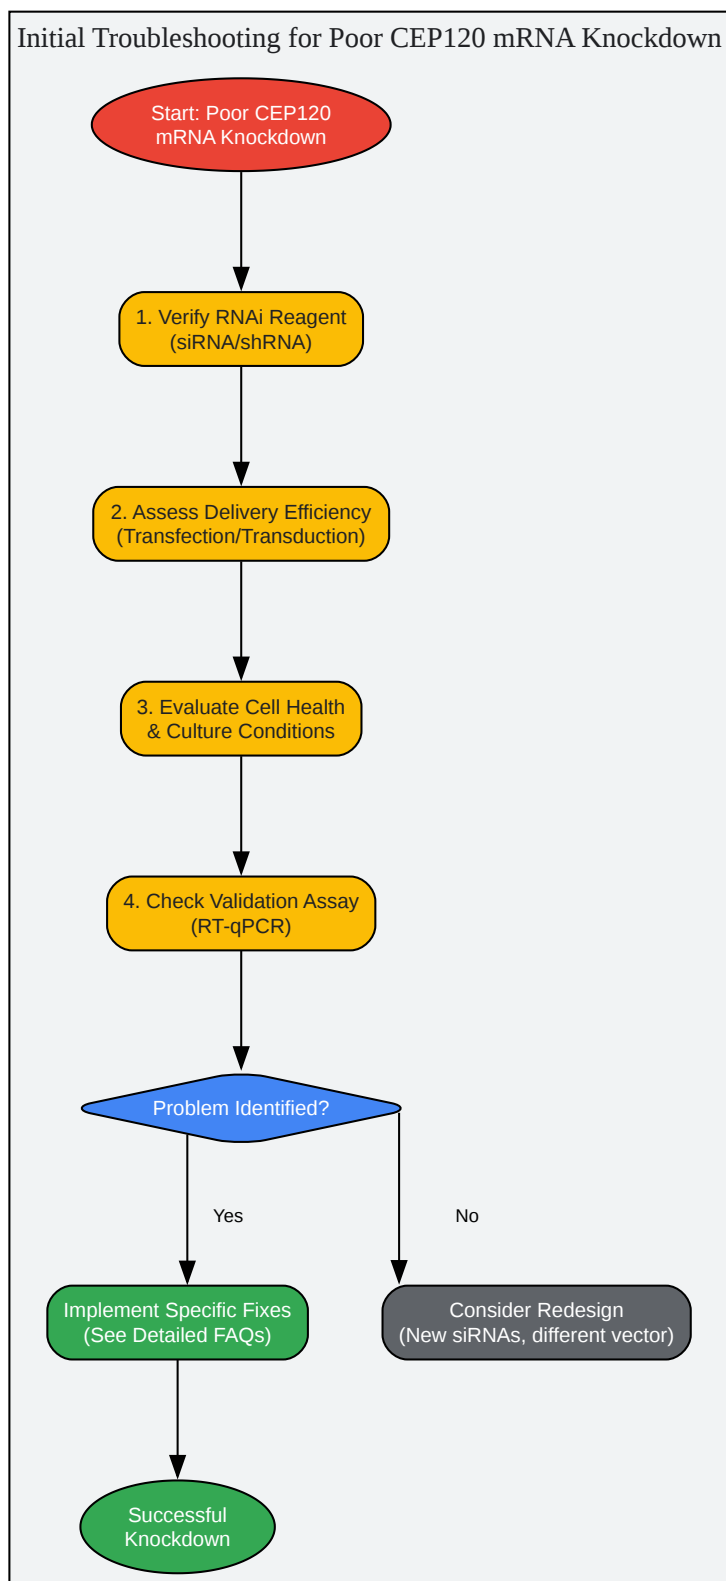 Initial Troubleshooting for Poor CEP120 mRNA Knockdown
Start: Poor CEP120
mRNA Knockdown
1. Verify RNAi Reagent
(siRNA/shRNA)
2. Assess Delivery Efficiency
(Transfection/Transduction)
3. Evaluate Cell Health
& Culture Conditions
4. Check Validation Assay
(RT-qPCR)
Problem Identified?
Yes
No
Implement Specific Fixes
(See Detailed FAQs)
Consider Redesign
(New siRNAs, different vector)
Successful
Knockdown